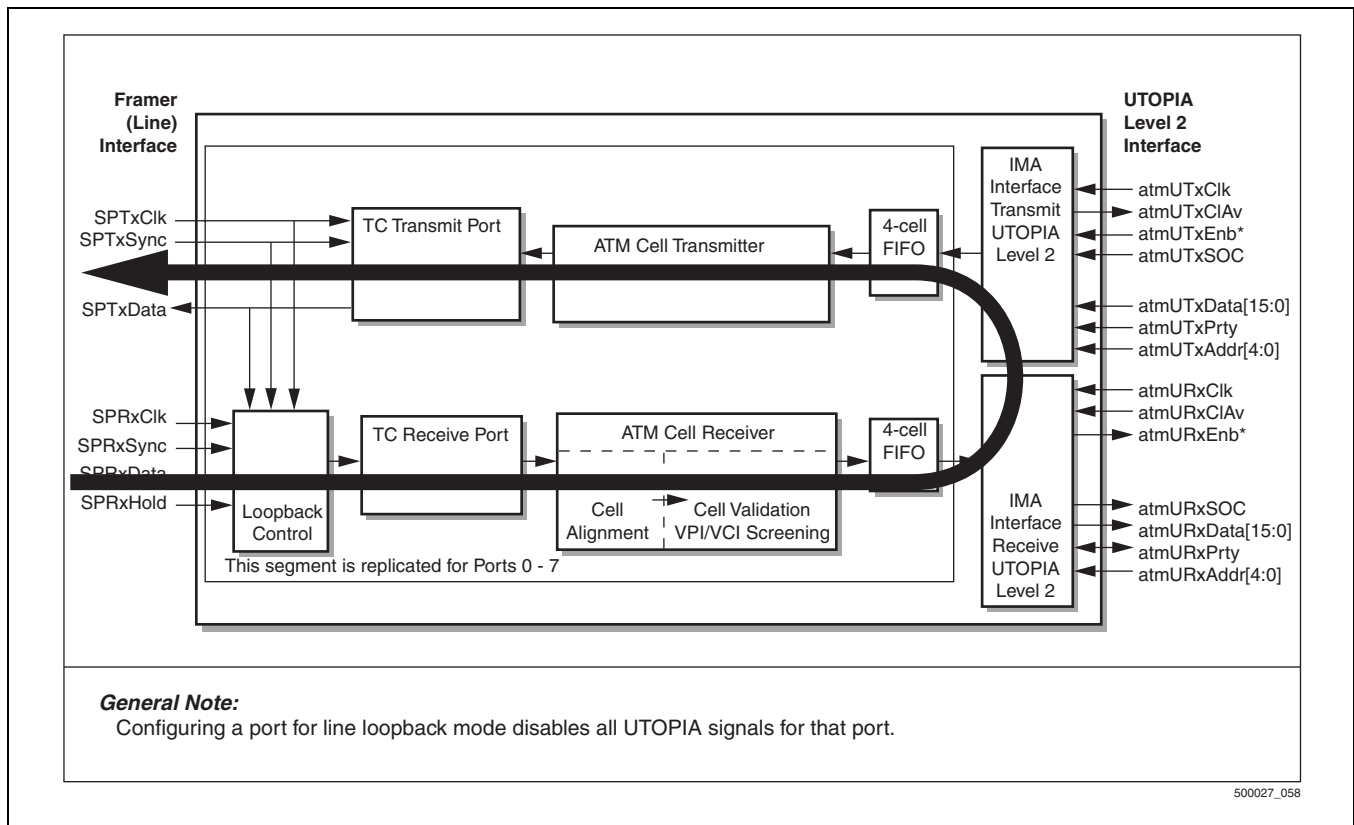 Framer
(Line)
Interface
UTOPIA
Level 2
Interface
SPTxClk
SPTxSync
SPTxData
TC Transmit Port
ATM Cell Transmitter
4-cell
FIFO
IMA
Interface
Transmit
UTOPIA
Level 2
atmUTxClk
atmUTxClAv
atmUTxEnb*
atmUTxSOC
atmUTxData[15:0]
atmUTxPrty
atmUTxAddr[4:0]
SPRxClk
SPRxSync
SPRxData
SPRxHold
Loopback
Control
TC Receive Port
ATM Cell Receiver
Cell
Alignment
Cell Validation
VPI/VCI Screening
4-cell
FIFO
IMA
Interface
Receive
UTOPIA
Level 2
atmURxClk
atmURxClAv
atmURxEnb*
atmURxSOC
atmURxData[15:0]
atmURxPrty
atmURxAddr[4:0]
This segment is replicated for Ports 0 - 7
General Note:
Configuring a port for line loopback mode disables all UTOPIA signals for that port.
500027_058